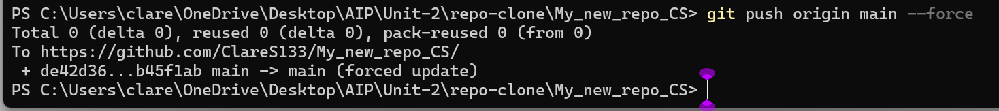 PS C:\Users\clare\OneDrive\Desktop\AIP\Unit-2\repo-clone\My_new_repo_CS> git push origin main --force
Total 0 (delta 0), reused 0 (delta 0), pack-reused 0 (from 0)
To https://github.com/ClareS133/My_new_repo_CS/
 + de42d36...b45f1ab main -> main (forced update)
PS C:\Users\clare\OneDrive\Desktop\AIP\Unit-2\repo-clone\My_new_repo_CS>